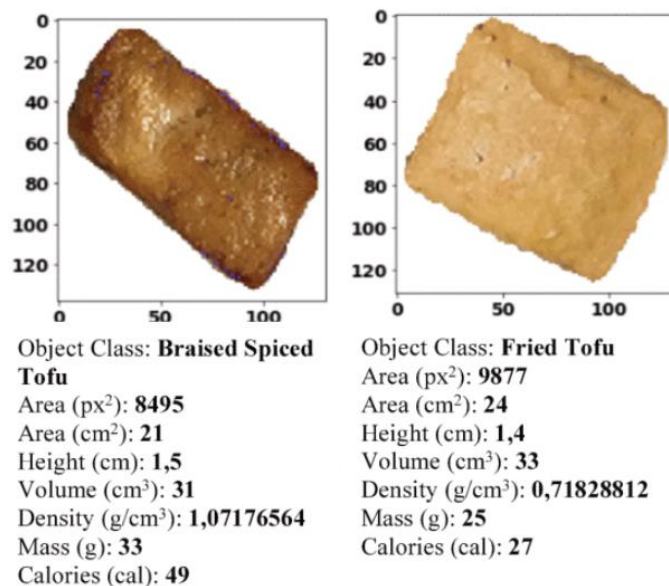 0
20
40
60
80
100
120
0
50
100
0
20
40
60
80
100
120
0
50
100
Object Class: Braised Spiced
Tofu
Area (px²): 8495
Area (cm²): 21
Height (cm): 1,5
Volume (cm³): 31
Density (g/cm³): 1,07176564
Mass (g): 33
Calories (cal): 49
Object Class: Fried Tofu
Area (px²): 9877
Area (cm²): 24
Height (cm): 1,4
Volume (cm³): 33
Density (g/cm³): 0,71828812
Mass (g): 25
Calories (cal): 27